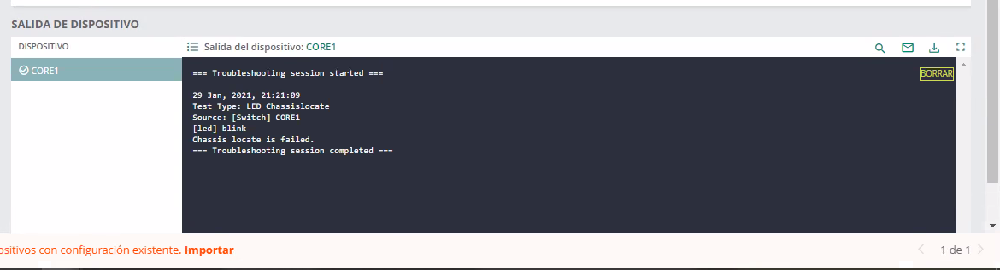 SALIDA DE DISPOSITIVO
DISPOSITIVO
Salida del dispositivo: CORE1
CORE1
=== Troubleshooting session started ===
BORRAR
29 Jan, 2021, 21:21:09
Test Type: LED Chassislocate
Source: [Switch] CORE1
[led] blink
Chassis locate is failed.
=== Troubleshooting session completed ===
ositivos con configuración existente. Importar
1 de 1